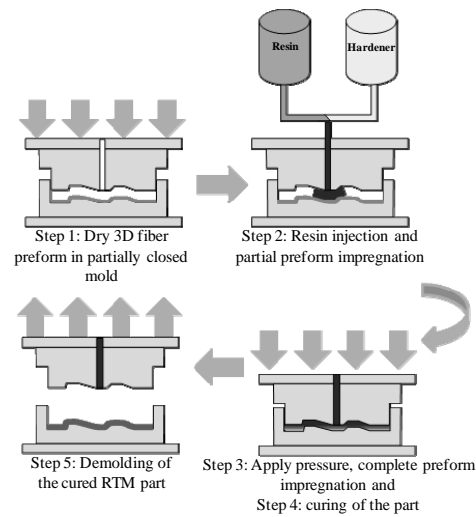 Resin
Hardener
Step 1: Dry 3D fiber
preform in partially closed
mold
Step 2: Resin injection and
partial preform impregnation
Step 5: Demolding of
the cured RTM part
Step 3: Apply pressure, complete preform
impregnation and
Step 4: curing of the part